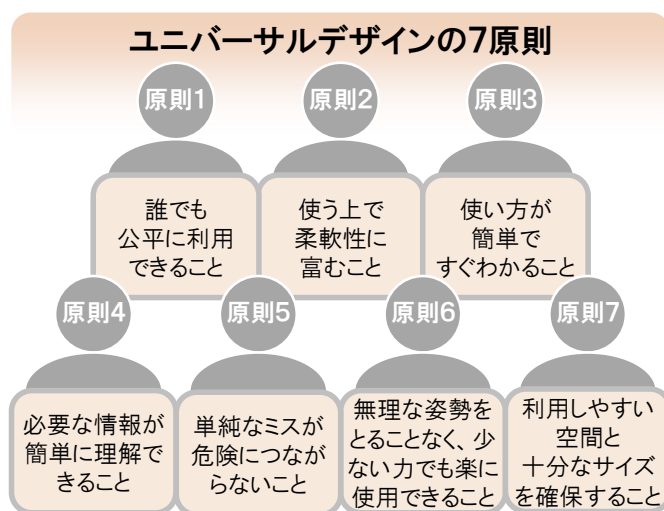 ユニバーサルデザインの7原則
原則1
誰でも
公平に利用
できること
原則2
使う上で
柔軟性に
富むこと
原則3
使い方が
簡単で
すぐわかること
原則4
必要な情報が
簡単に理解で
きること
原則5
単純なミスが
危険につなが
らないこと
原則6
無理な姿勢を
とることなく、少
ない力でも楽に
使用できること
原則7
利用しやすい
空間と
十分なサイズ
を確保すること